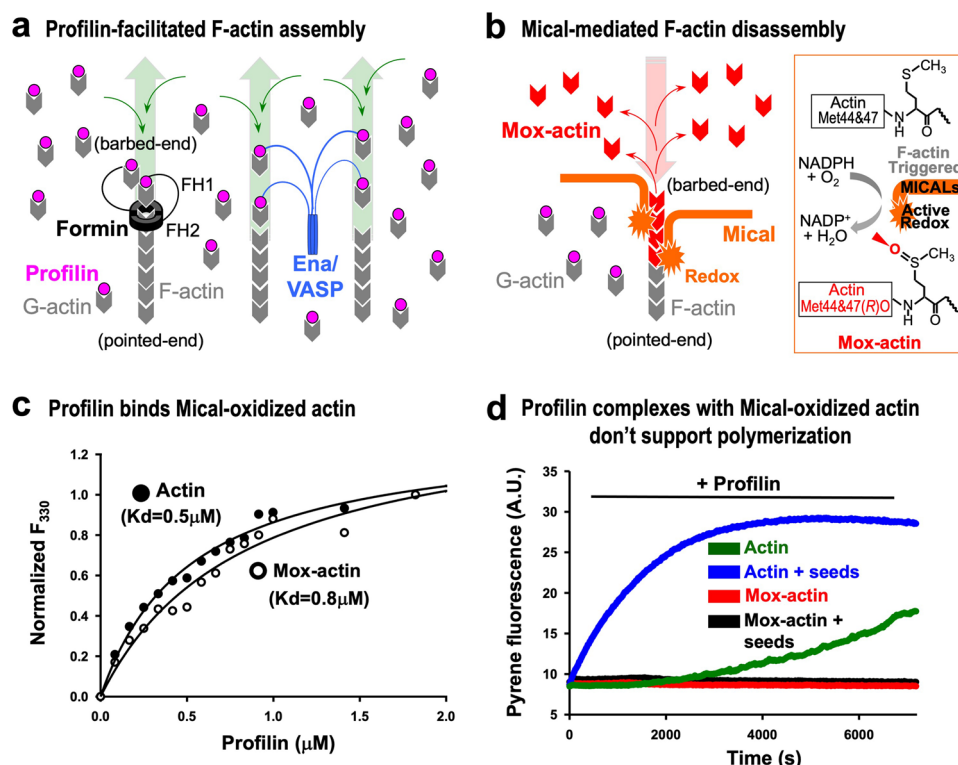 a Profilin-facilitated F-actin assembly
(barbed-end)
FH1
Formin
FH2
Profilin
G-actin
F-actin
Ena/
VASP
(pointed-end)
b Mical-mediated F-actin disassembly
Mox-actin
(barbed-end)
Mical
Redox
G-actin
F-actin
(pointed-end)
S CH3
Actin
Met44&47
N
H
O
NADPH
+ O2
F-actin
Triggered
MICALs
Active
Redox
NADP+
+ H2O
O
S CH3
Actin
Met44&47(R)O
N
H
O
Mox-actin
c Profilin binds Mical-oxidized actin
Normalized F330
1.2
1.0
0.8
0.6
0.4
0.2
0.0
Actin
(Kd=0.5μM)
Mox-actin
(Kd=0.8μM)
0.0 0.5 1.0 1.5 2.0
Profilin (μM)
d Profilin complexes with Mical-oxidized actin
don't support polymerization
Pyrene fluorescence (A.U.)
35
30
25
20
15
10
5
+ Profilin
Actin
Actin + seeds
Mox-actin
Mox-actin +
seeds
0 2000 4000 6000
Time (s)